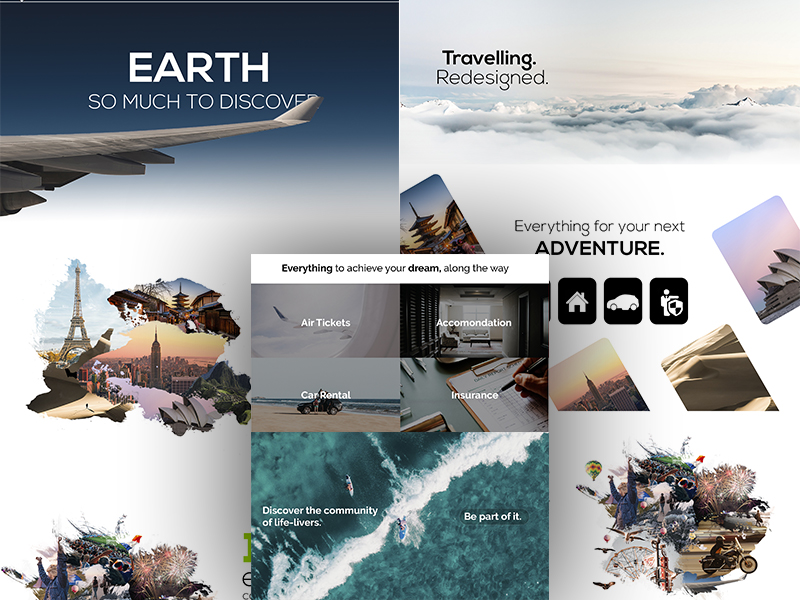 EARTH
SO MUCH TO DISCOVER
Travelling.
Redesigned.
Everything for your next
ADVENTURE.
Everything to achieve your dream, along the way
Air Tickets
Accomondation
Car Rental
Insurance
Discover the community
of life-livers.
Be part of it.